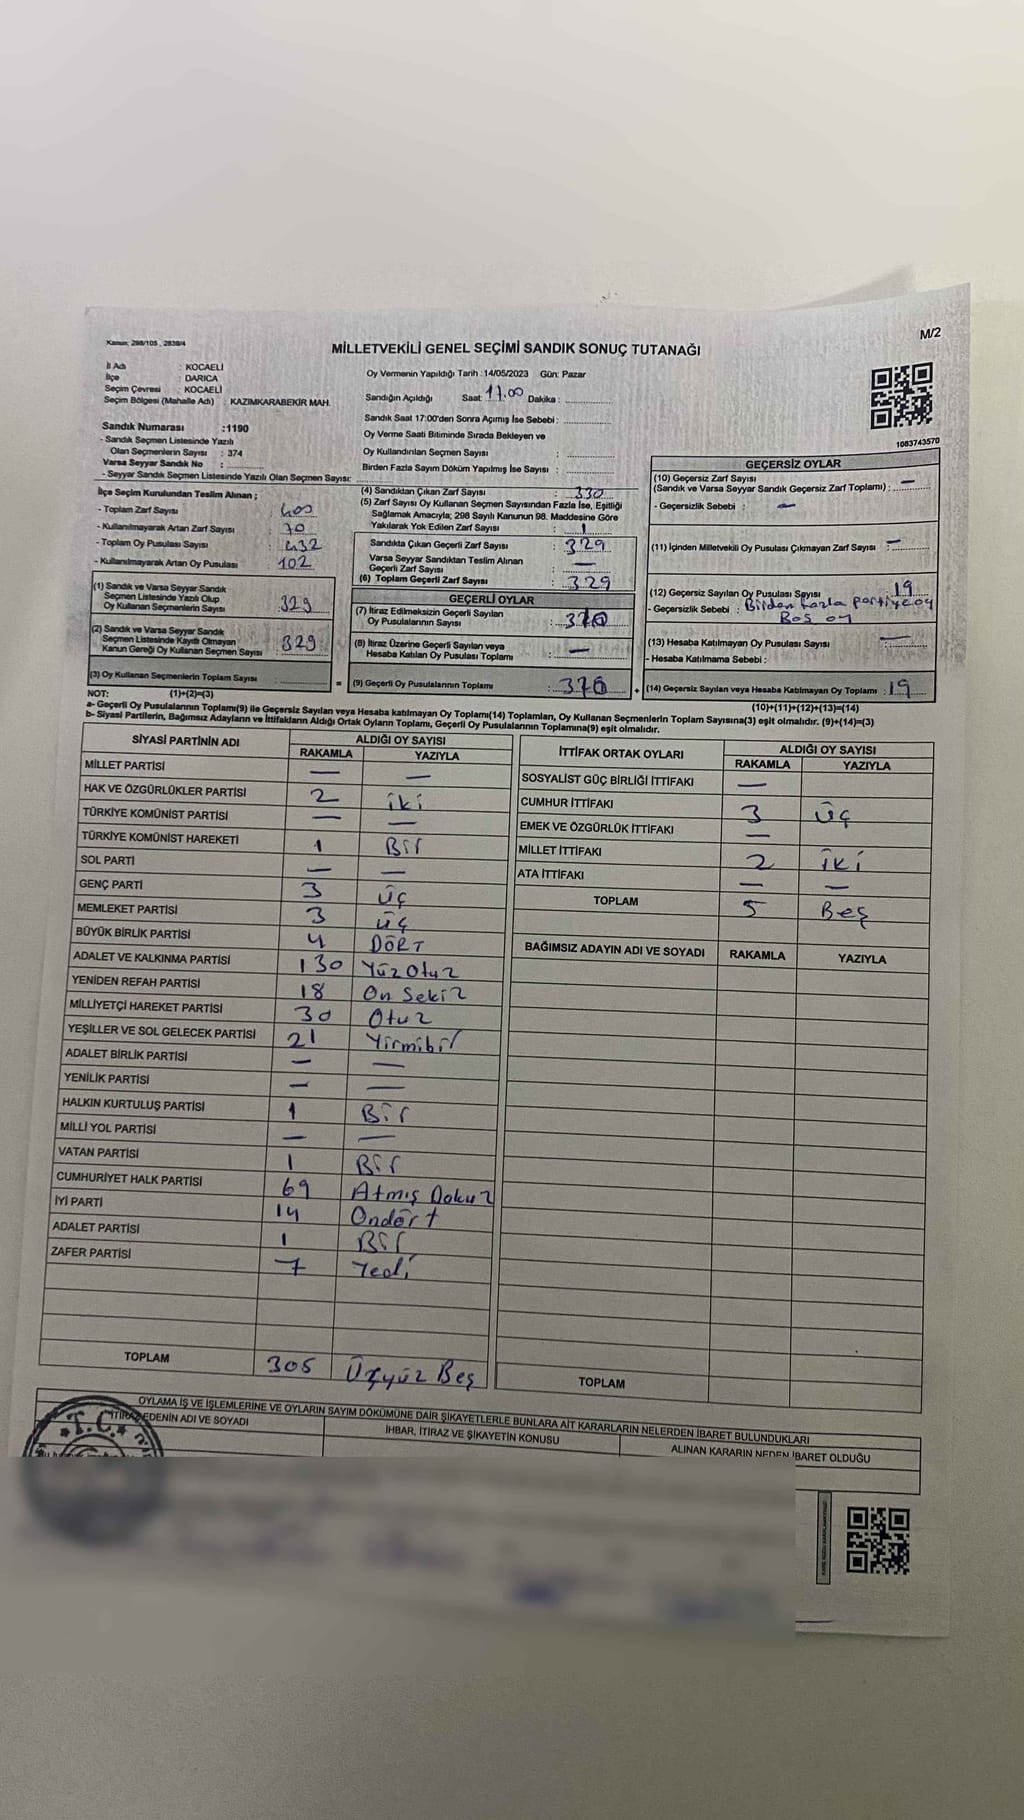 Kanun; 298/105 , 2839/4
M/2
MİLLETVEKİLİ GENEL SEÇİMİ SANDIK SONUÇ TUTANAĞI
İl Adı : KOCAELİ
İlçe : DARICA
Seçim Çevresi : KOCAELİ
Seçim Bölgesi (Mahalle Adı) : KAZIMKARABEKİR MAH.
Sandık Numarası :1190
- Sandık Seçmen Listesinde Yazılı
Olan Seçmenlerin Sayısı : 374
Varsa Seyyar Sandık No :
- Seyyar Sandık Seçmen Listesinde Yazılı Olan Seçmen Sayısı:
Oy Vermenin Yapıldığı Tarih :14/05/2023 Gün: Pazar
Sandığın Açıldığı Saat: 17.00 Dakika :
Sandık Saat 17:00'den Sonra Açımış İse Sebebi :
Oy Verme Saati Bitiminde Sırada Bekleyen ve
Oy Kullandırılan Seçmen Sayısı :
Birden Fazla Sayım Döküm Yapılmış İse Sayısı :
1083743570
İlçe Seçim Kurulundan Teslim Alınan ;
- Toplam Zarf Sayısı : 400
- Kullanılmayarak Artan Zarf Sayısı : 70
- Toplam Oy Pusulası Sayısı : 432
- Kullanılmayarak Artan Oy Pusulası : 102
(1) Sandık ve Varsa Seyyar Sandık
Seçmen Listesinde Yazılı Olup
Oy Kullanan Seçmenlerin Sayısı : 329
(2) Sandık ve Varsa Seyyar Sandık
Seçmen Listesinde Kayıtlı Olmayan
Kanun Gereği Oy Kullanan Seçmen Sayısı : 329
(3) Oy Kullanan Seçmenlerin Toplam Sayısı :
(4) Sandıktan Çıkan Zarf Sayısı : 330
(5) Zarf Sayısı Oy Kullanan Seçmen Sayısından Fazla İse, Eşitliği
Sağlamak Amacıyla; 298 Sayılı Kanunun 98. Maddesine Göre
Yakılarak Yok Edilen Zarf Sayısı : 1
Sandıkta Çıkan Geçerli Zarf Sayısı : 329
Varsa Seyyar Sandıktan Teslim Alınan
Geçerli Zarf Sayısı : —
(6) Toplam Geçerli Zarf Sayısı : 329
GEÇERLİ OYLAR
(7) İtiraz Edilmeksizin Geçerli Sayılan
Oy Pusulalarının Sayısı :
(8) İtiraz Üzerine Geçerli Sayılan veya
Hesaba Katılan Oy Pusulası Toplamı : —
= (9) Geçerli Oy Pusulalarının Toplamı :
GEÇERSİZ OYLAR
(10) Geçersiz Zarf Sayısı
(Sandık ve Varsa Seyyar Sandık Geçersiz Zarf Toplamı) : —
- Geçersizlik Sebebi : —
(11) İçinden Milletvekili Oy Pusulası Çıkmayan Zarf Sayısı : —
(12) Geçersiz Sayılan Oy Pusulası Sayısı : 19
- Geçersizlik Sebebi : Birden fazla partiye oy
Boş oy
(13) Hesaba Katılmayan Oy Pusulası Sayısı : —
- Hesaba Katılmama Sebebi :
+ (14) Geçersiz Sayılan veya Hesaba Katılmayan Oy Toplamı : 19
NOT: (1)+(2)=(3)
(10)+(11)+(12)+(13)=(14)
a- Geçerli Oy Pusulalarının Toplamı(9) ile Geçersiz Sayılan veya Hesaba katılmayan Oy Toplamı(14) Toplamları, Oy Kullanan Seçmenlerin Toplam Sayısına(3) eşit olmalıdır. (9)+(14)=(3)
b- Siyasi Partilerin, Bağımsız Adayların ve İttifakların Aldığı Ortak Oyların Toplamı, Geçerli Oy Pusulalarının Toplamına(9) eşit olmalıdır.
SİYASİ PARTİNİN ADI ALDIĞI OY SAYISI
RAKAMLA YAZIYLA
MİLLET PARTİSİ — —
HAK VE ÖZGÜRLÜKLER PARTİSİ 2 iki
TÜRKİYE KOMÜNİST PARTİSİ — —
TÜRKİYE KOMÜNİST HAREKETİ 1 Bir
SOL PARTİ — —
GENÇ PARTİ 3 üç
MEMLEKET PARTİSİ 3 üç
BÜYÜK BİRLİK PARTİSİ 4 DÖRT
ADALET VE KALKINMA PARTİSİ 130 YüzOtuz
YENİDEN REFAH PARTİSİ 18 On Sekiz
MİLLİYETÇİ HAREKET PARTİSİ 30 Otuz
YEŞİLLER VE SOL GELECEK PARTİSİ 21 Yirmibir
ADALET BİRLİK PARTİSİ — —
YENİLİK PARTİSİ — —
HALKIN KURTULUŞ PARTİSİ 1 Bir
MİLLİ YOL PARTİSİ — —
VATAN PARTİSİ 1 Bir
CUMHURİYET HALK PARTİSİ 69 Atmış Dokuz
İYİ PARTİ 14 Ondört
ADALET PARTİSİ 1 Bir
ZAFER PARTİSİ 7 Yedi
TOPLAM 305 Üçyüz Beş
İTTİFAK ORTAK OYLARI ALDIĞI OY SAYISI
RAKAMLA YAZIYLA
SOSYALİST GÜÇ BİRLİĞİ İTTİFAKI —
CUMHUR İTTİFAKI 3 üç
EMEK VE ÖZGÜRLÜK İTTİFAKI —
MİLLET İTTİFAKI 2 iki
ATA İTTİFAKI — —
TOPLAM 5 Beş
BAĞIMSIZ ADAYIN ADI VE SOYADI RAKAMLA YAZIYLA
TOPLAM
OYLAMA İŞ VE İŞLEMLERİNE VE OYLARIN SAYIM DÖKÜMÜNE DAİR ŞİKAYETLERLE BUNLARA AİT KARARLARIN NELERDEN İBARET BULUNDUKLARI
İTİRAZ EDENİN ADI VE SOYADI
İHBAR, İTİRAZ VE ŞİKAYETİN KONUSU
ALINAN KARARIN NEDEN İBARET OLDUĞU
T.C.